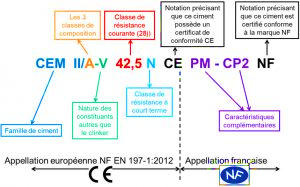 Les 3
classes de
composition
Classe de
résistance
courante (28j)
Notation précisant
que ce ciment
possède un
certificat de
conformité CE
Notation précisant
que ce ciment est
certifié conforme
à la marque NF
CEM II/A-V 42,5 N CE PM - CP2 NF
Famille de ciment
Nature des
constituants
autres que
le clinker
Classe de
résistance à
court terme
Caractéristiques
complémentaires
Appellation européenne NF EN 197-1:2012
Appellation française
CE
NF